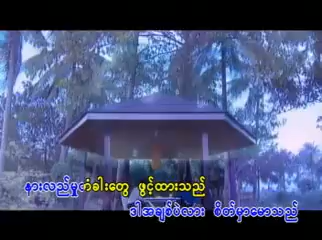 နားလည်မှုတံခါးတွေ ဖွင့်ထားသည်
ဒါအချစ်ပဲလား စိတ်မှာမောသည်